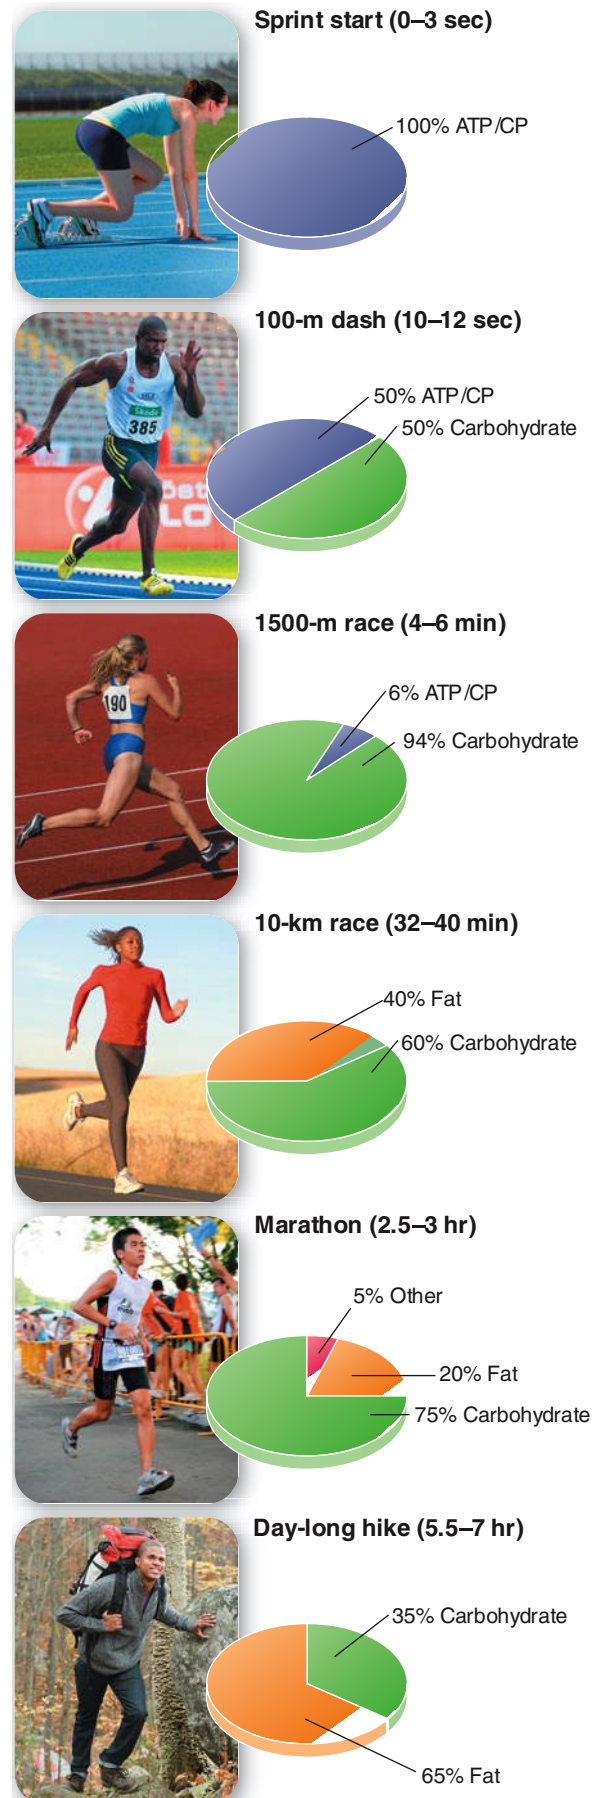 Sprint start (0–3 sec)
100% ATP/CP
100-m dash (10–12 sec)
50% ATP/CP
50% Carbohydrate
Skoda
385
1500-m race (4–6 min)
6% ATP/CP
190
94% Carbohydrate
10-km race (32–40 min)
40% Fat
60% Carbohydrate
Marathon (2.5–3 hr)
5% Other
20% Fat
75% Carbohydrate
Day-long hike (5.5–7 hr)
35% Carbohydrate
65% Fat